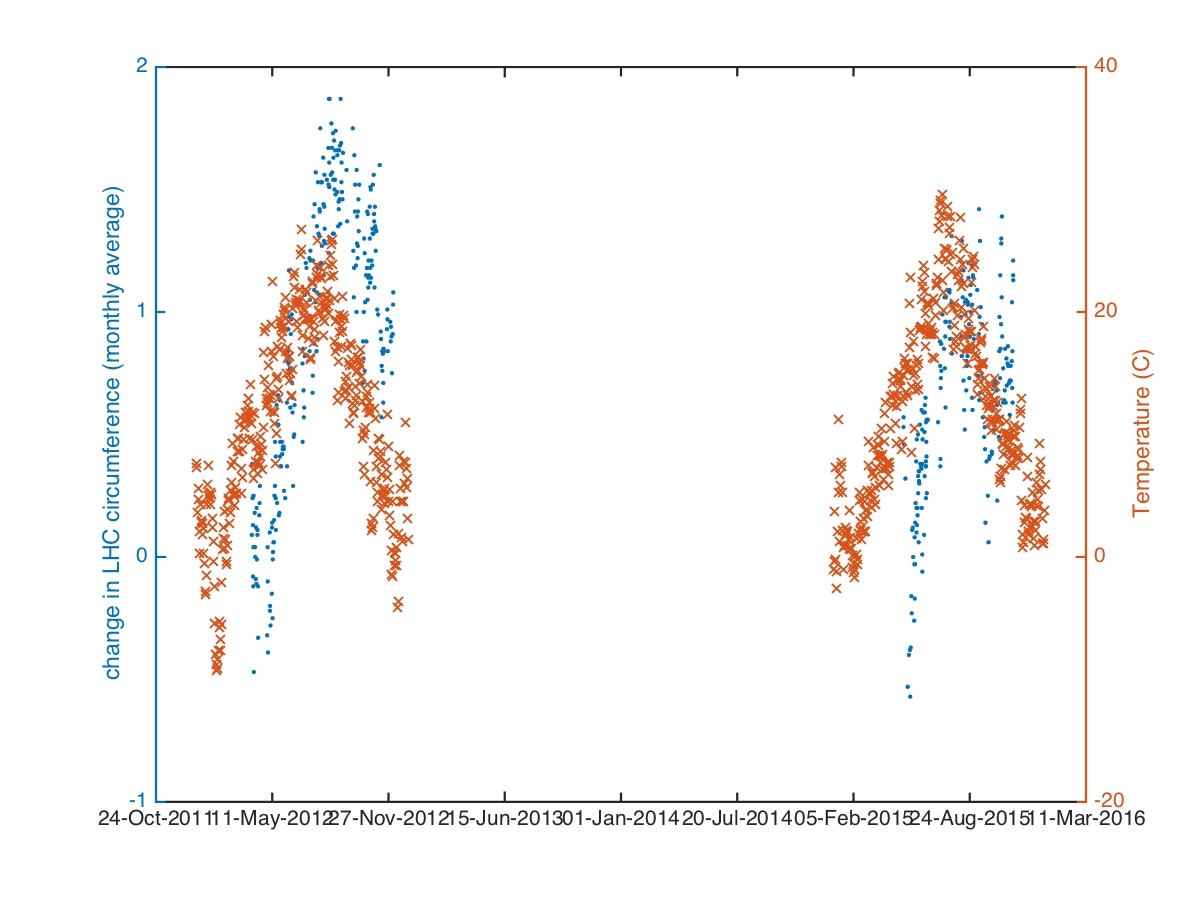 2
40
1
20
0
0
-1
-20
change in LHC circumference (monthly average)
Temperature (C)
24-Oct-2011 11-May-2012 27-Nov-2012 15-Jun-2013 01-Jan-2014 20-Jul-2014 05-Feb-2015 24-Aug-2015 11-Mar-2016